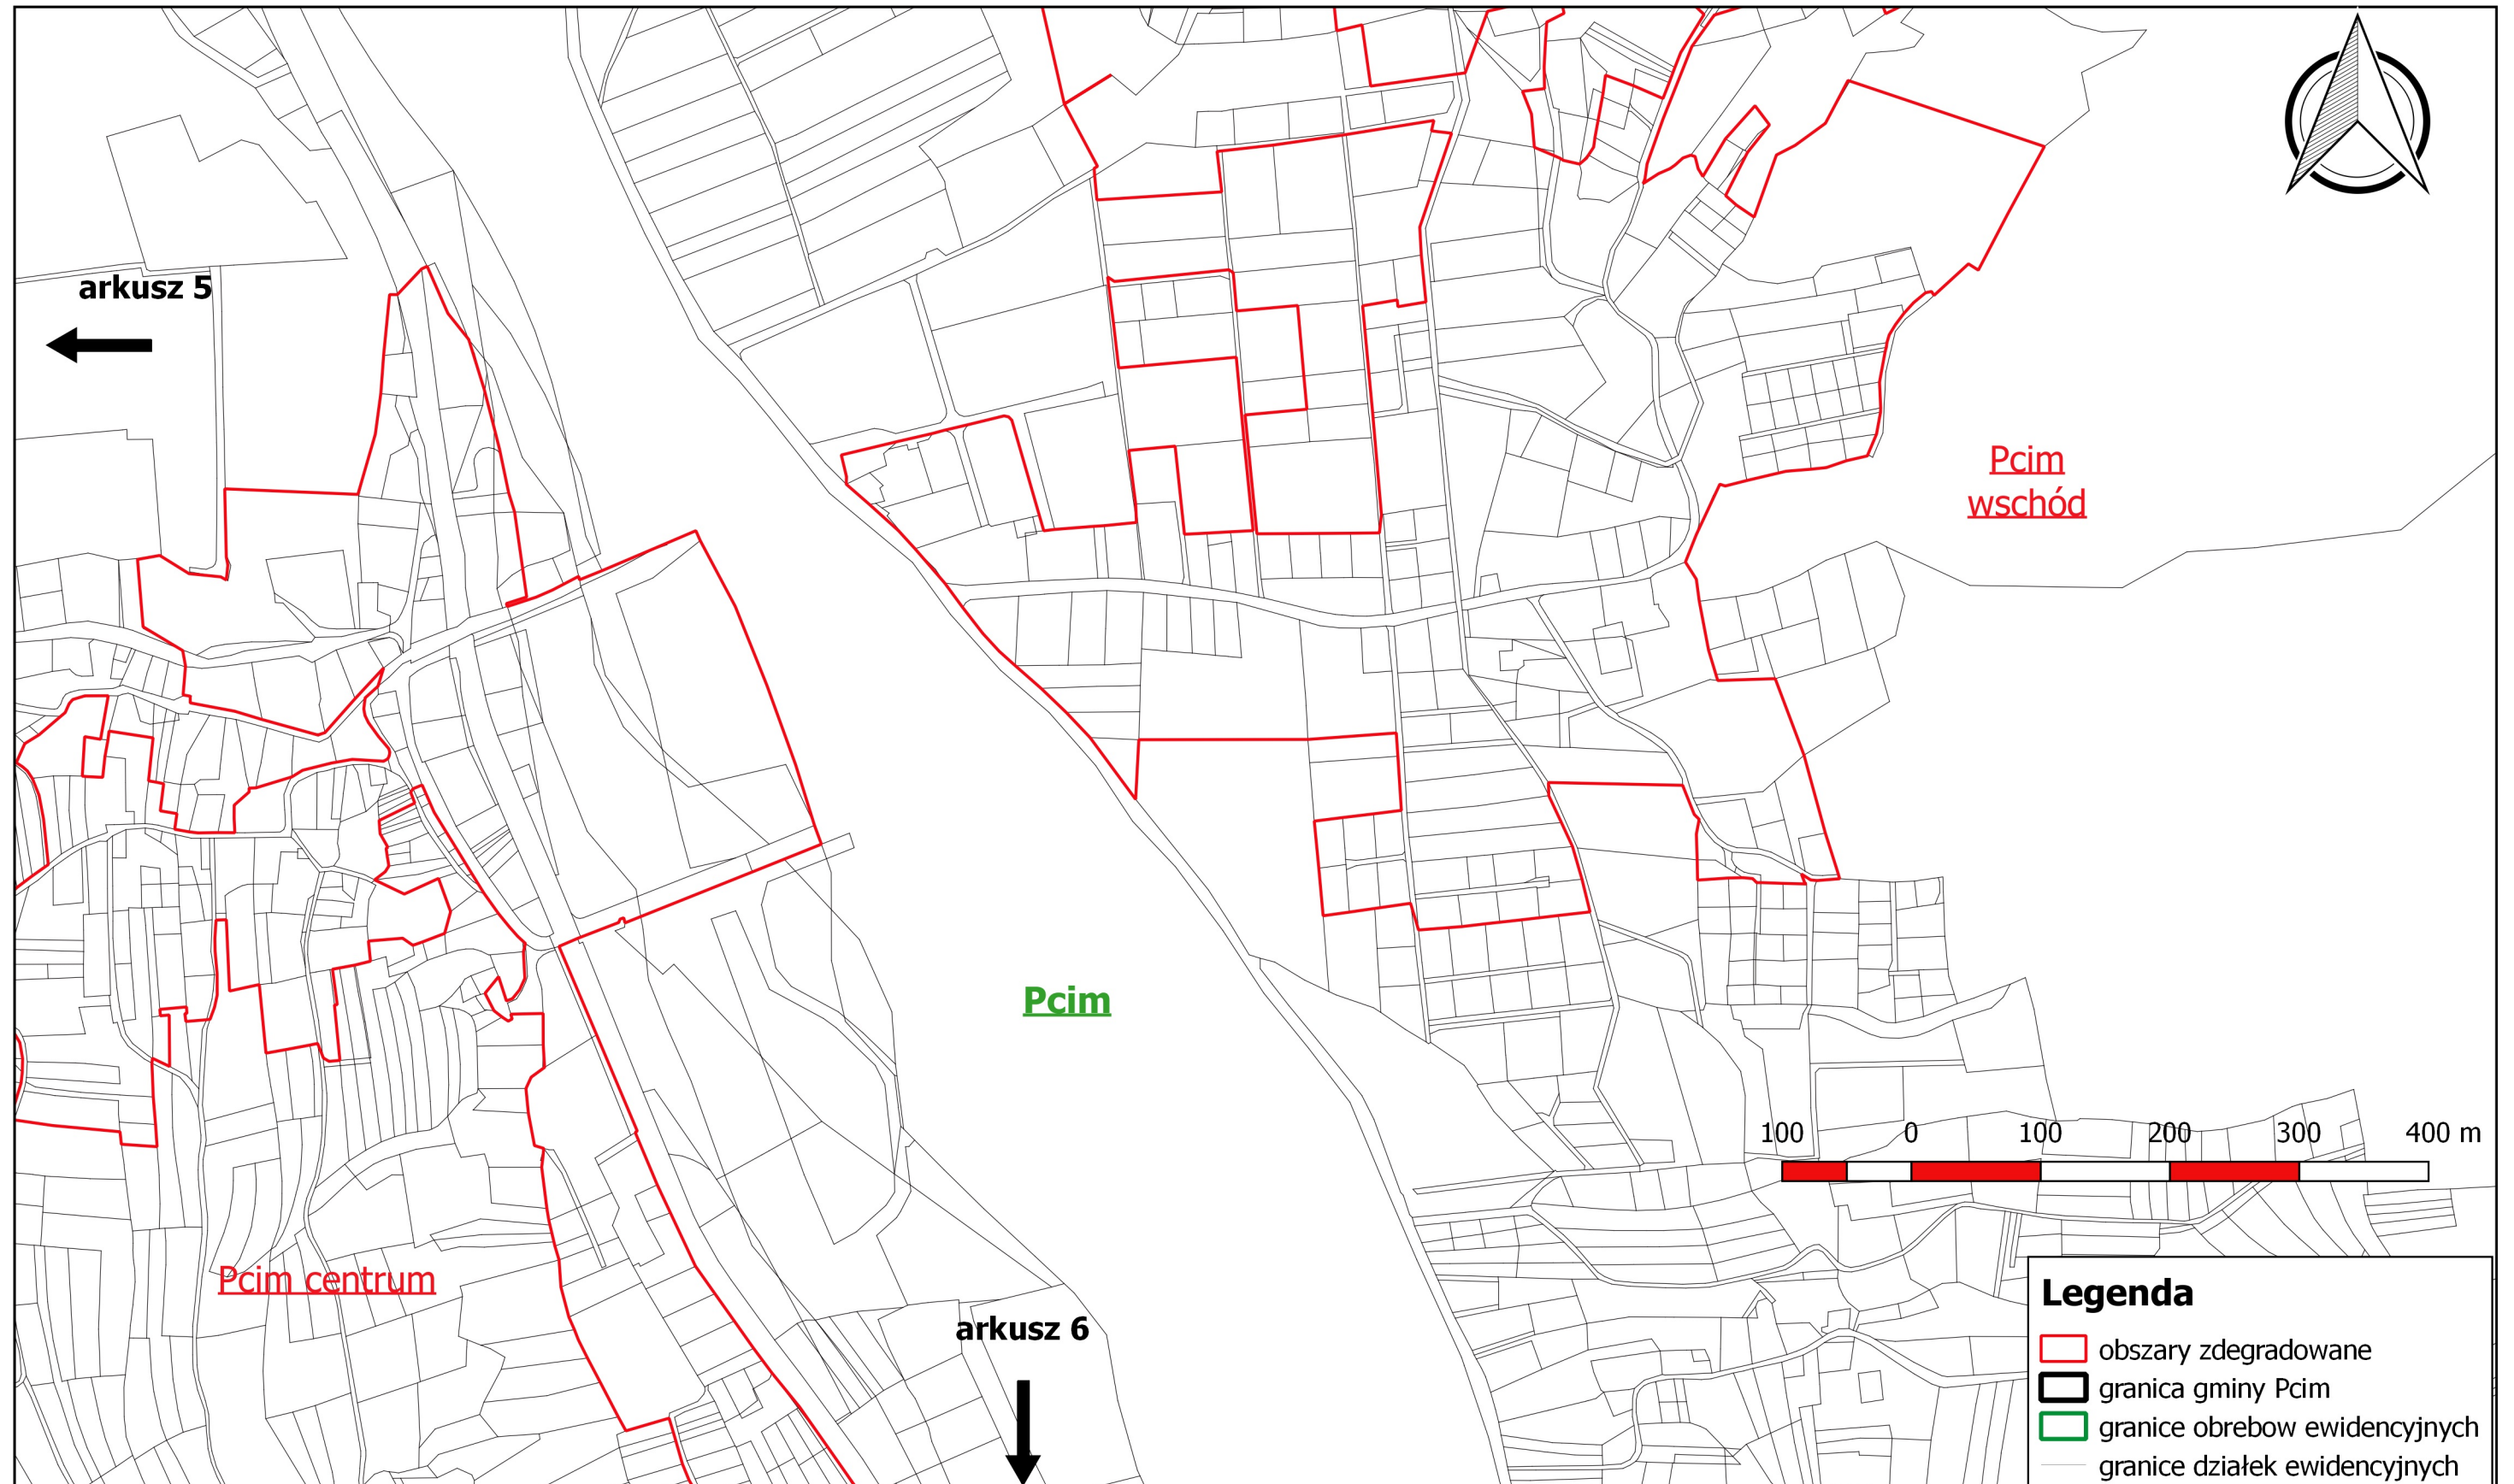 arkusz 5
Pcim
wschód
Pcim
100 0 100 200 300 400 m
Pcim centrum
arkusz 6
Legenda
obszary zdegradowane
granica gminy Pcim
granice obrebow ewidencyjnych
granice działek ewidencyjnych